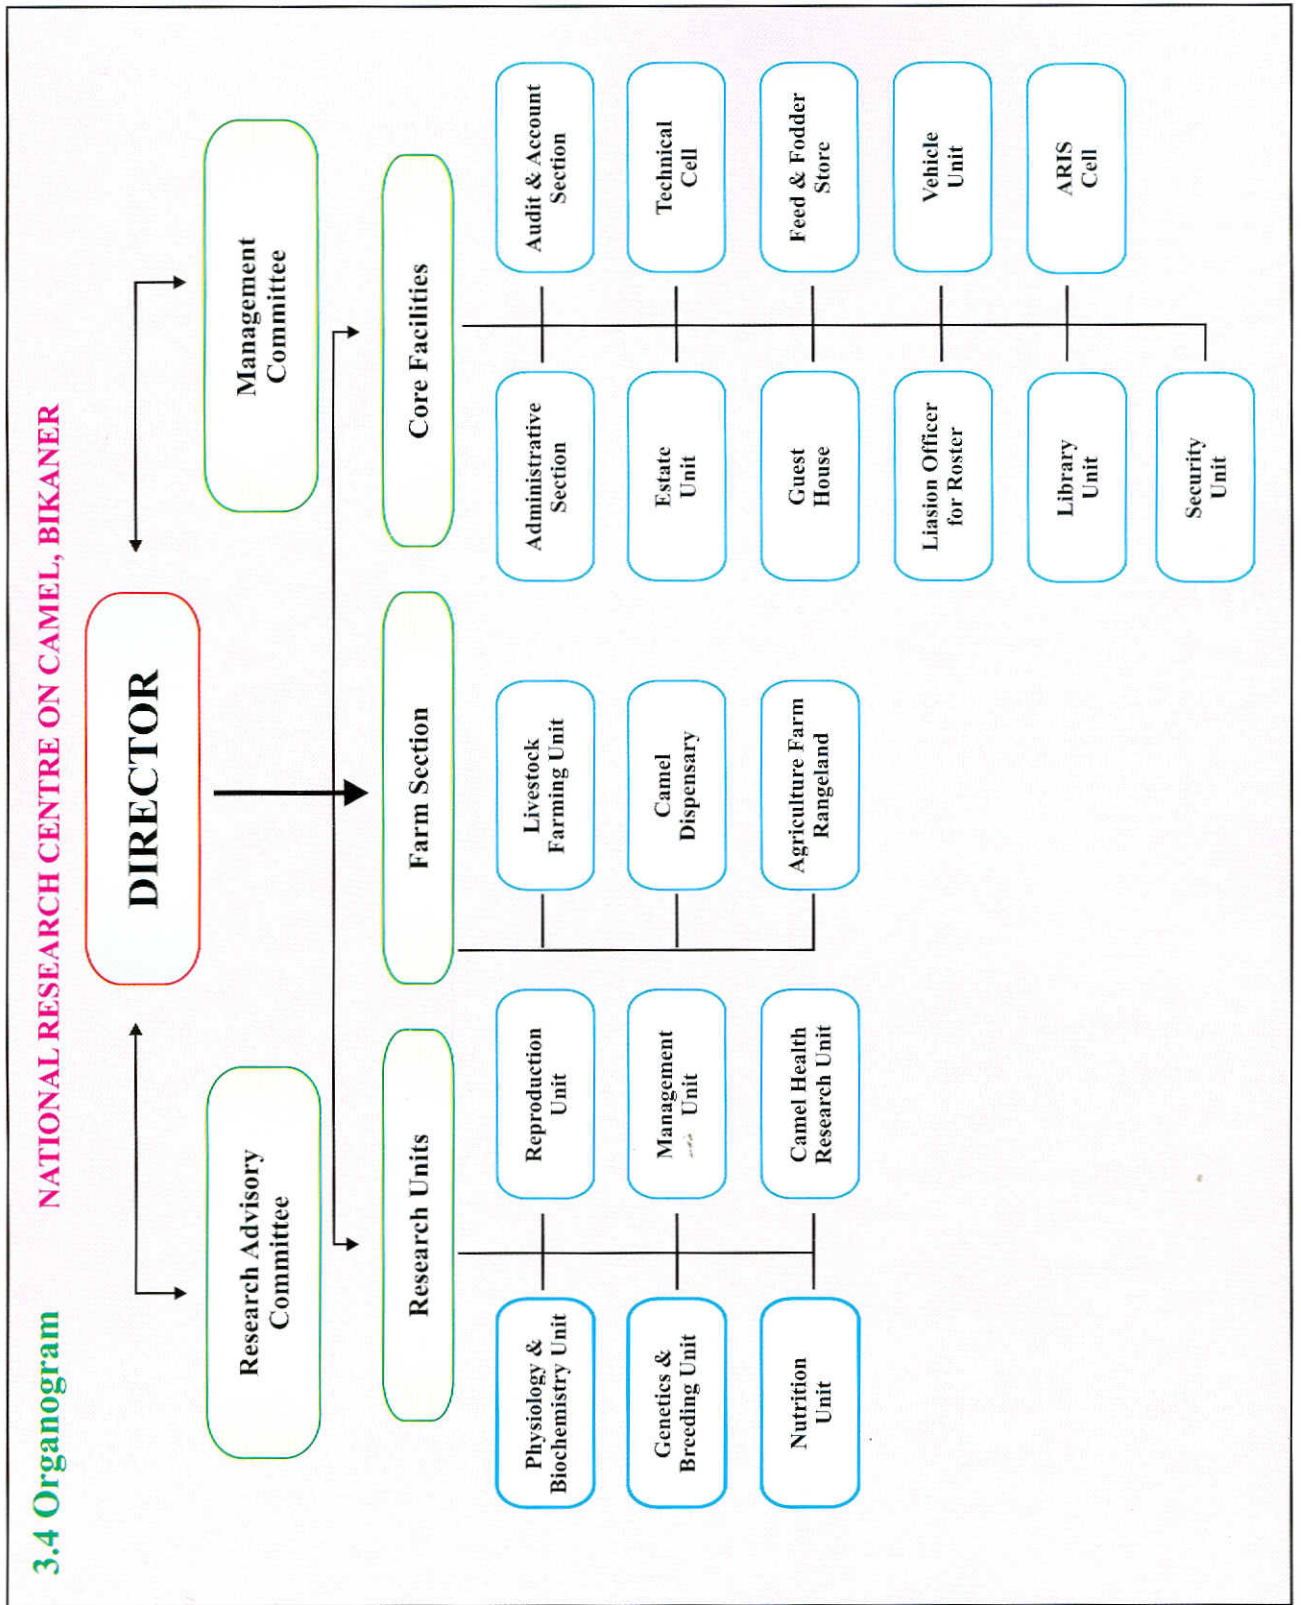 3.4 Organogram
NATIONAL RESEARCH CENTRE ON CAMEL, BIKANER
DIRECTOR
Research Advisory
Committee
Management
Committee
Research Units
Farm Section
Core Facilities
Physiology &
Biochemistry Unit
Reproduction
Unit
Livestock
Farming Unit
Administrative
Section
Audit & Account
Section
Genetics &
Breeding Unit
Management
Unit
Camel
Dispensary
Estate
Unit
Technical
Cell
Nutrition
Unit
Camel Health
Research Unit
Agriculture Farm
Rangeland
Guest
House
Feed & Fodder
Store
Liasion Officer
for Roster
Vehicle
Unit
Library
Unit
ARIS
Cell
Security
Unit